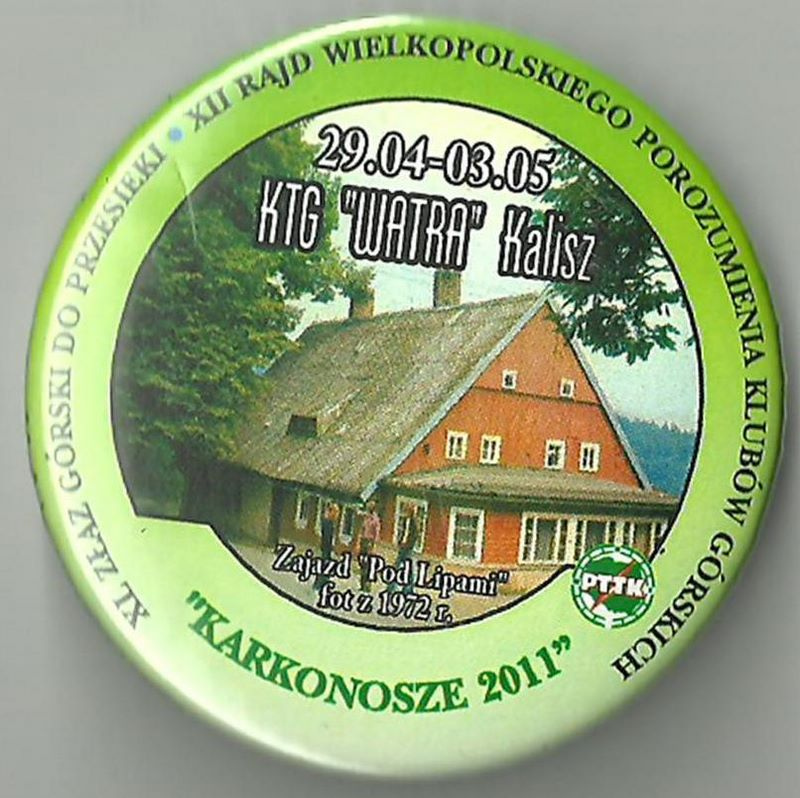 XL ZŁAZ GÓRSKI DO PRZESIEKI • XII RAJD WIELKOPOLSKIEGO POROZUMIENIA KLUBÓW GÓRSKICH
29.04-03.05
KTG "WATRA" Kalisz
Zajazd "Pod Lipami"
fot z 1972 r.
PTTK
"KARKONOSZE 2011”